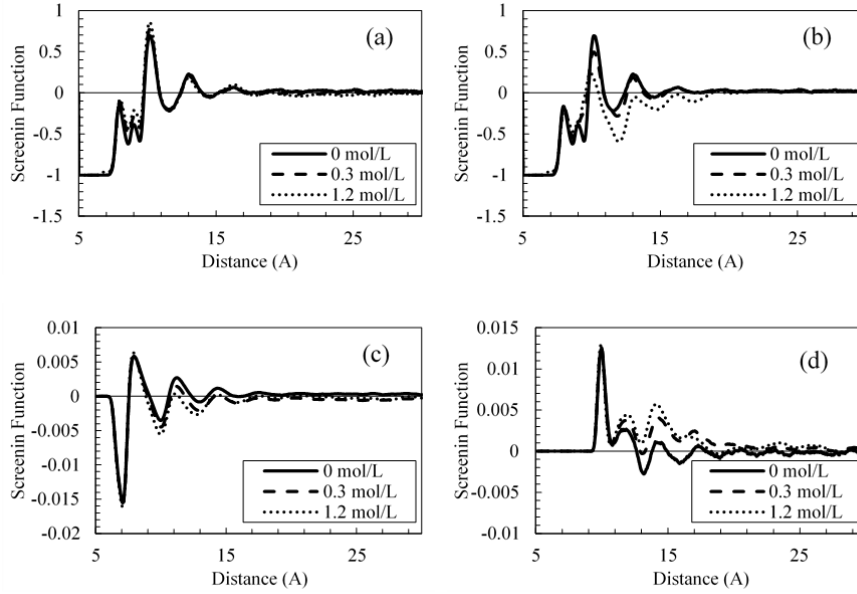 1
0.5
0
-0.5
-1
-1.5
Screenin Function
(a)
0 mol/L
0.3 mol/L
1.2 mol/L
5
15
25
Distance (A)
1
0.5
0
-0.5
-1
-1.5
Screenin Function
(b)
0 mol/L
0.3 mol/L
1.2 mol/L
5
15
25
Distance (A)
0.01
0.005
0
-0.005
-0.01
-0.015
-0.02
Screenin Function
(c)
0 mol/L
0.3 mol/L
1.2 mol/L
5
15
25
Distance (A)
0.015
0.01
0.005
0
-0.005
-0.01
Screenin Function
(d)
0 mol/L
0.3 mol/L
1.2 mol/L
5
15
25
Distance (A)